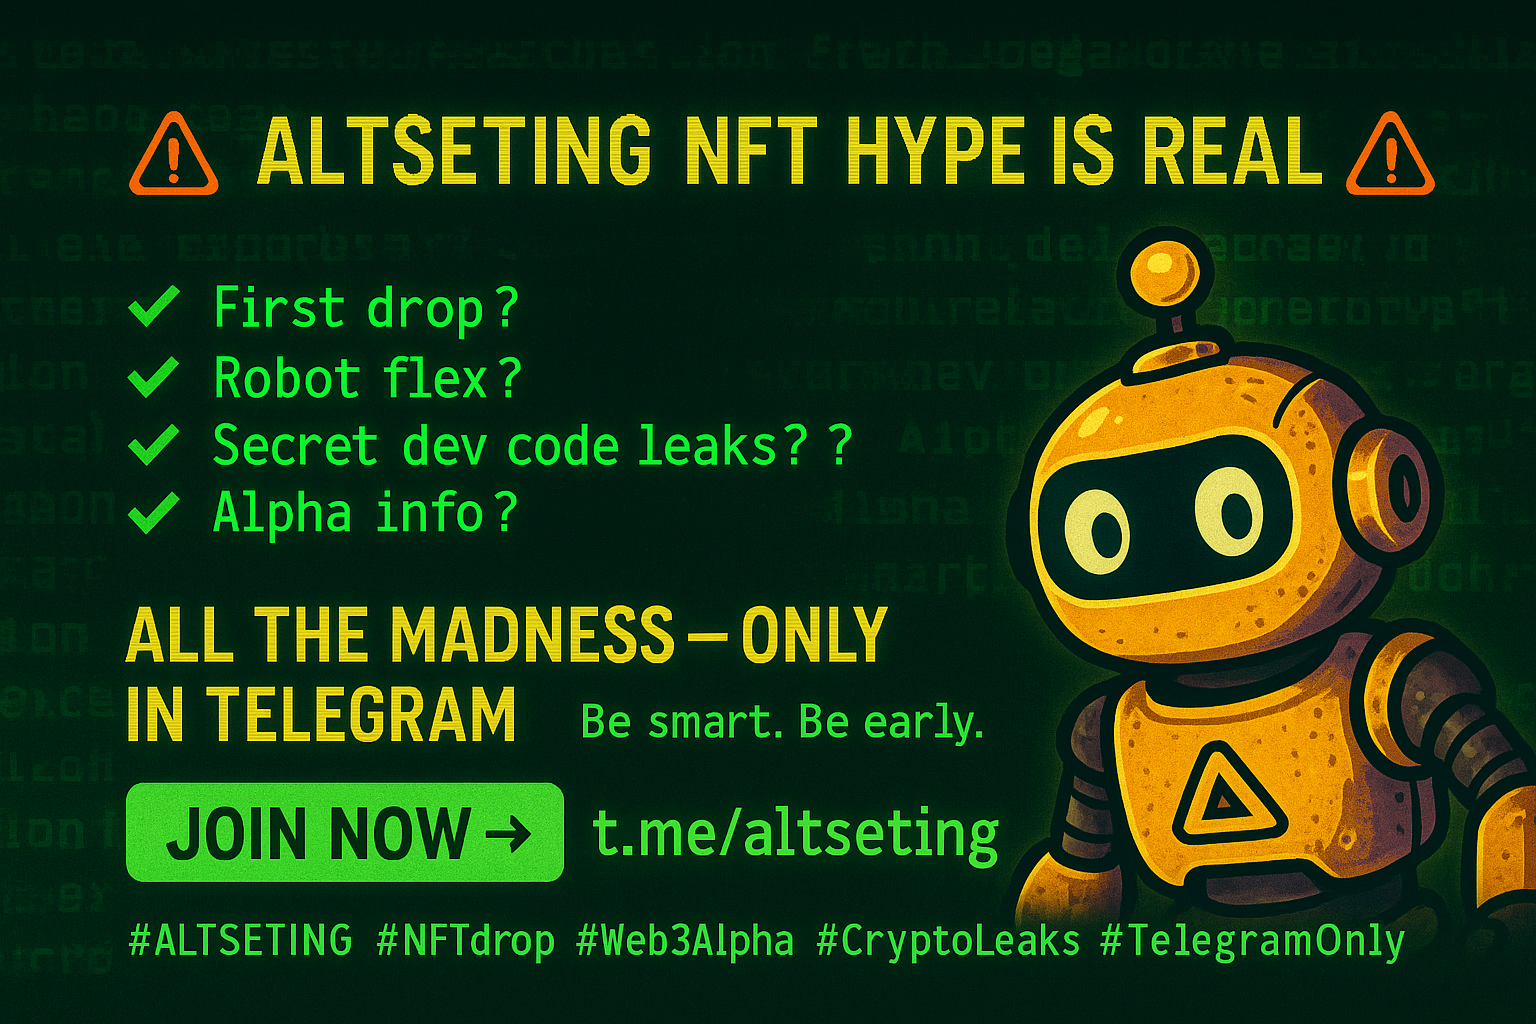 ALTSETING NFT HYPE IS REAL
✔ First drop?
✔ Robot flex?
✔ Secret dev code leaks? ?
✔ Alpha info?
ALL THE MADNESS — ONLY
IN TELEGRAM
Be smart. Be early.
JOIN NOW →
t.me/altseting
#ALTSETING #NFTdrop #Web3Alpha #CryptoLeaks #TelegramOnly